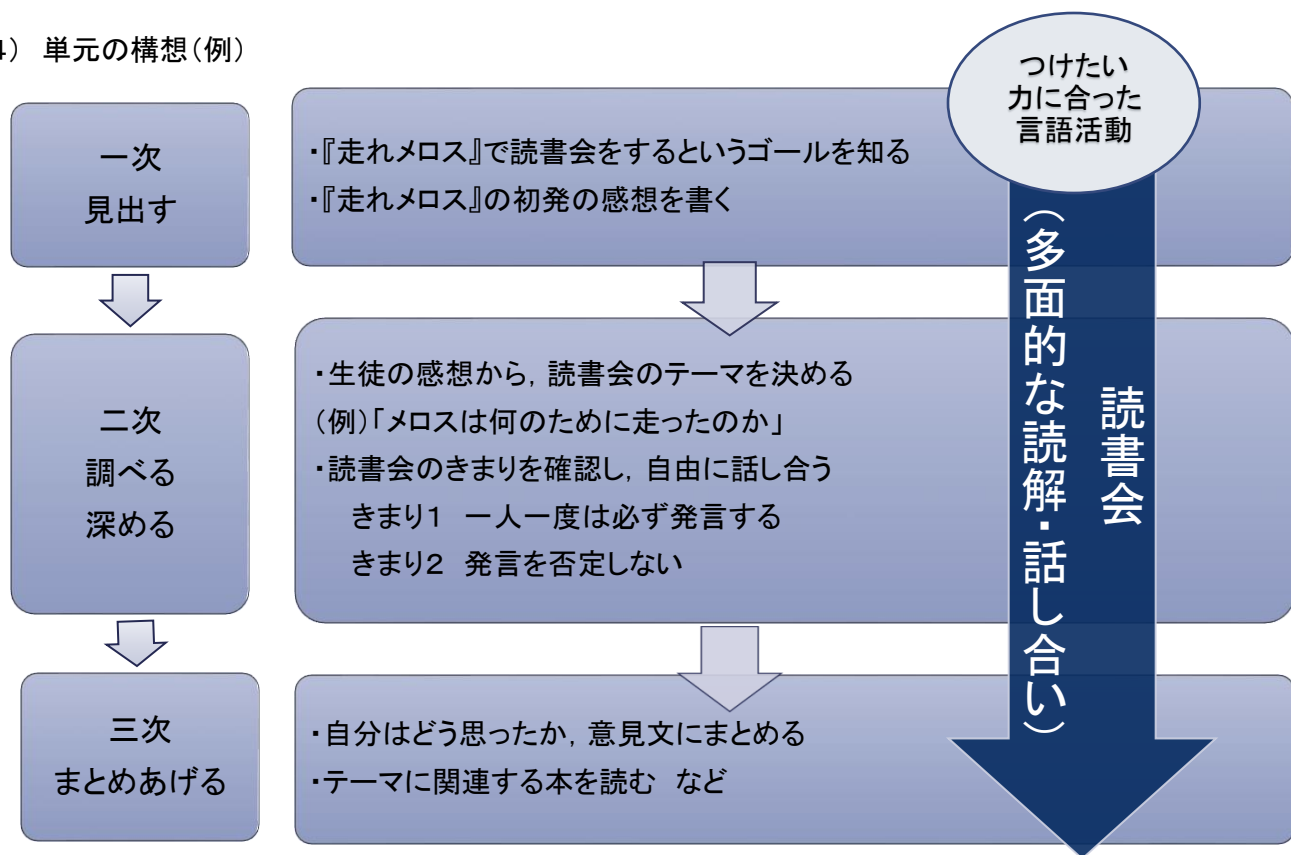 4） 単元の構想（例）
つけたい
力に合った
言語活動
一次
見出す
・『走れメロス』で読書会をするというゴールを知る
・『走れメロス』の初発の感想を書く
二次
調べる
深める
・生徒の感想から，読書会のテーマを決める
（例）「メロスは何のために走ったのか」
・読書会のきまりを確認し，自由に話し合う
きまり１　一人一度は必ず発言する
きまり２　発言を否定しない
三次
まとめあげる
・自分はどう思ったか，意見文にまとめる
・テーマに関連する本を読む　など
読書会
（多面的な読解・話し合い）